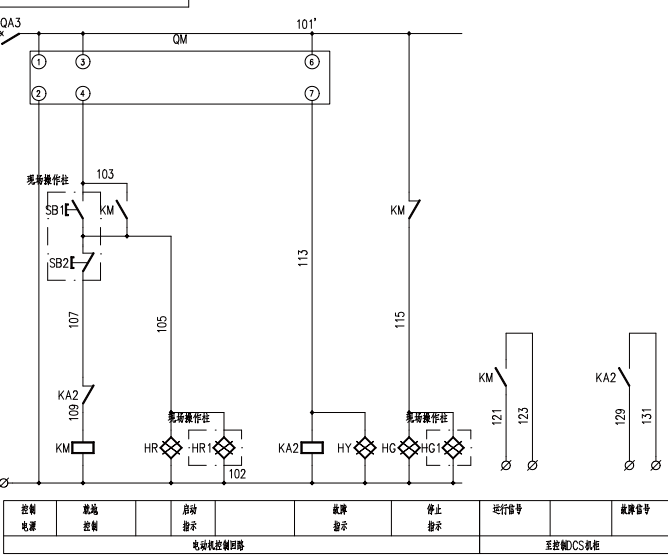 QA3
101'
QM
1 3 6
2 4 7
现场操作柱
103
SB1 KM KM
SB2
107
105
113
115
KM
121
123
KA2
129
131
KA2
109
现场操作柱
现场操作柱
KM HR HR1 KA2 HY HG HG1
102
控制电源
就地控制
启动指示
故障指示
停止指示
运行信号
故障信号
电动机控制回路
至控制DCS机柜